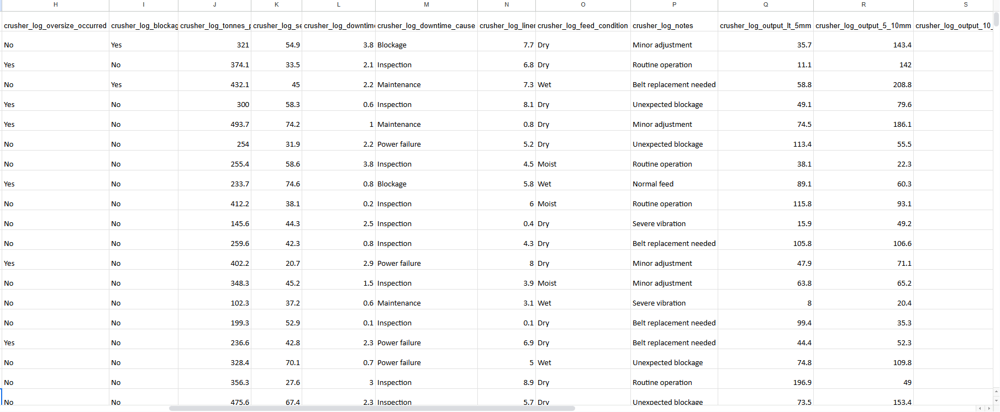 H I J K L M N O P Q R S
crusher_log_oversize_occurred crusher_log_blockag crusher_log_tonnes_p crusher_log_se crusher_log_downtime crusher_log_downtime_cause crusher_log_liner crusher_log_feed_condition crusher_log_notes crusher_log_output_lt_5mm crusher_log_output_5_10mm crusher_log_output_10_
No Yes 321 54.9 3.8 Blockage 7.7 Dry Minor adjustment 35.7 143.4
Yes No 374.1 33.5 2.1 Inspection 6.8 Dry Routine operation 11.1 142
No Yes 432.1 45 2.2 Maintenance 7.3 Wet Belt replacement needed 58.8 208.8
Yes No 300 58.3 0.6 Inspection 8.1 Dry Unexpected blockage 49.1 79.6
Yes No 493.7 74.2 1 Maintenance 0.8 Dry Minor adjustment 74.5 186.1
No No 254 31.9 2.2 Power failure 5.2 Dry Unexpected blockage 113.4 55.5
No No 255.4 58.6 3.8 Inspection 4.5 Moist Routine operation 38.1 22.3
Yes No 233.7 74.6 0.8 Blockage 5.8 Wet Normal feed 89.1 60.3
No No 412.2 38.1 0.2 Inspection 6 Moist Routine operation 115.8 93.1
No No 145.6 44.3 2.5 Inspection 0.4 Dry Severe vibration 15.9 49.2
No No 259.6 42.3 0.8 Inspection 4.3 Dry Belt replacement needed 105.8 106.6
Yes No 402.2 20.7 2.9 Power failure 8 Dry Minor adjustment 47.9 71.1
No No 348.3 45.2 1.5 Inspection 3.9 Moist Minor adjustment 63.8 65.2
No No 102.3 37.2 0.6 Maintenance 3.1 Wet Severe vibration 8 20.4
No No 199.3 52.9 0.1 Inspection 0.1 Dry Belt replacement needed 99.4 35.3
Yes No 236.6 42.8 2.3 Power failure 6.9 Dry Belt replacement needed 44.4 52.3
No No 328.4 70.1 0.7 Power failure 5 Wet Unexpected blockage 74.8 109.8
No No 356.3 27.6 3 Inspection 8.9 Dry Routine operation 196.9 49
No No 475.6 67.4 2.3 Inspection 5.7 Dry Unexpected blockage 73.5 153.4